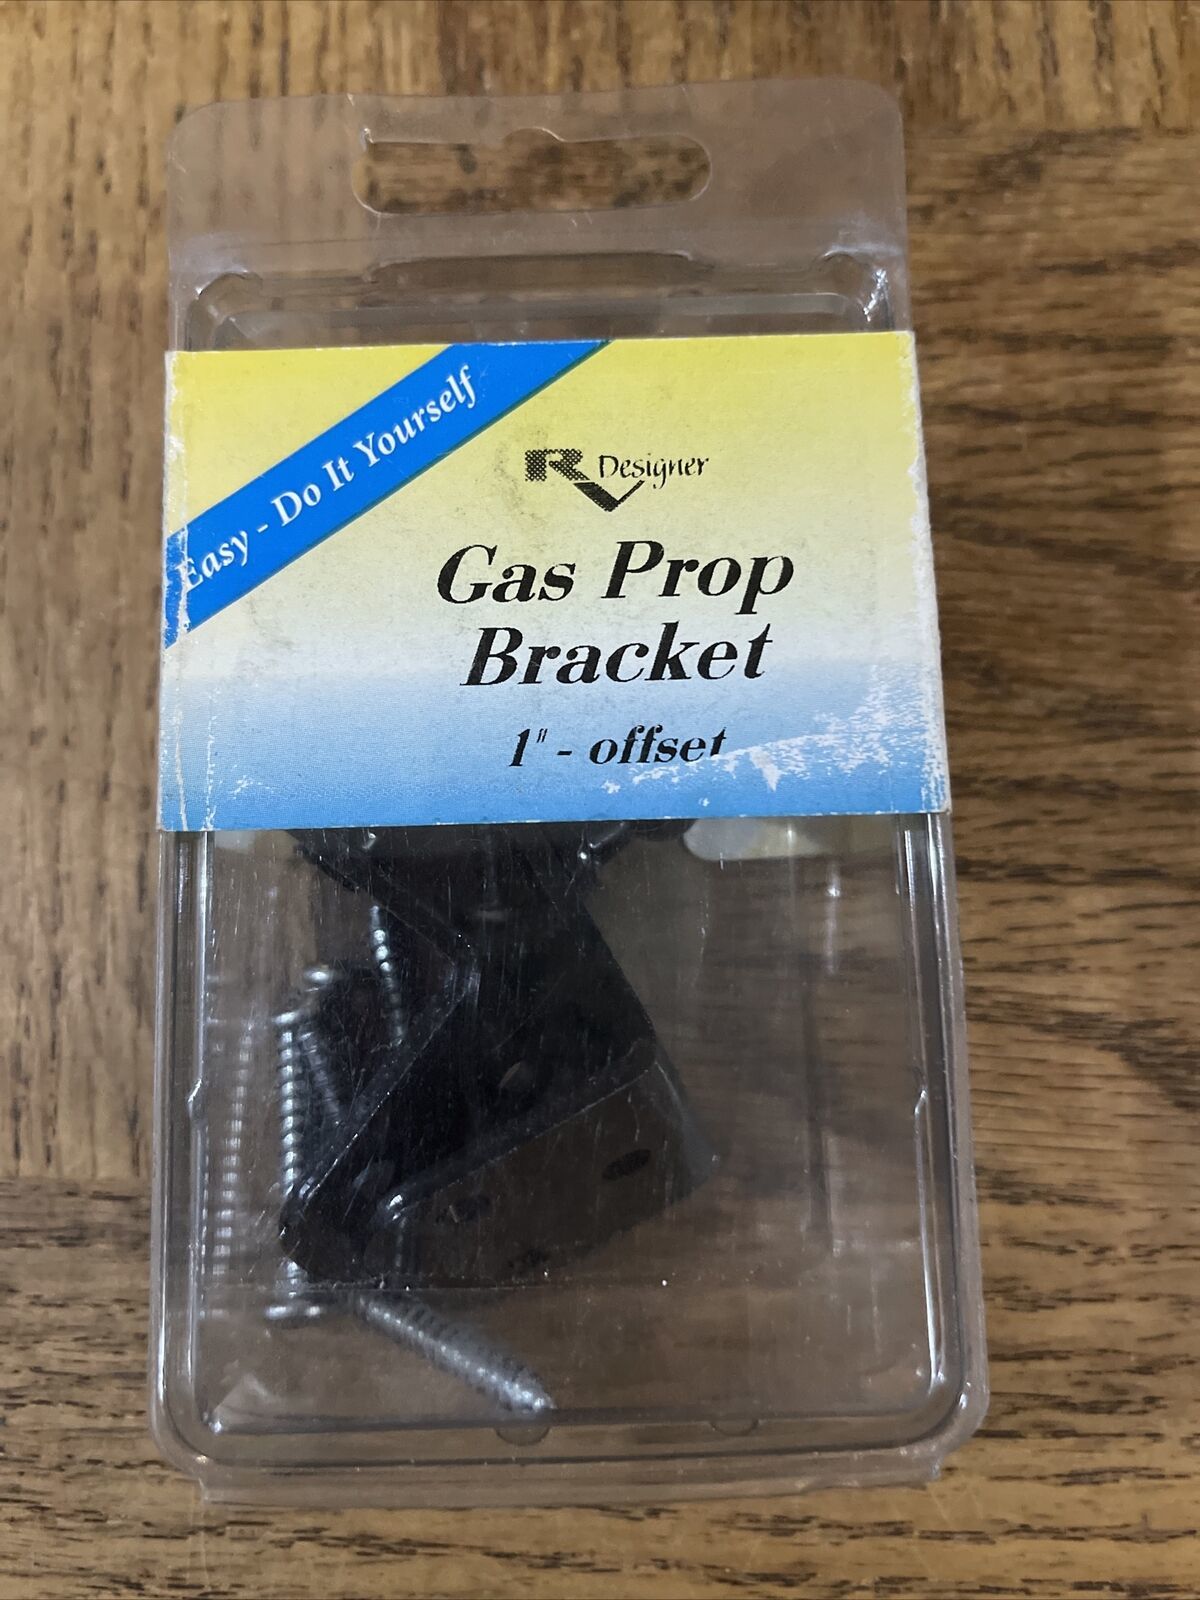 Easy - Do It Yourself
RV Designer
Gas Prop
Bracket
1" - offset